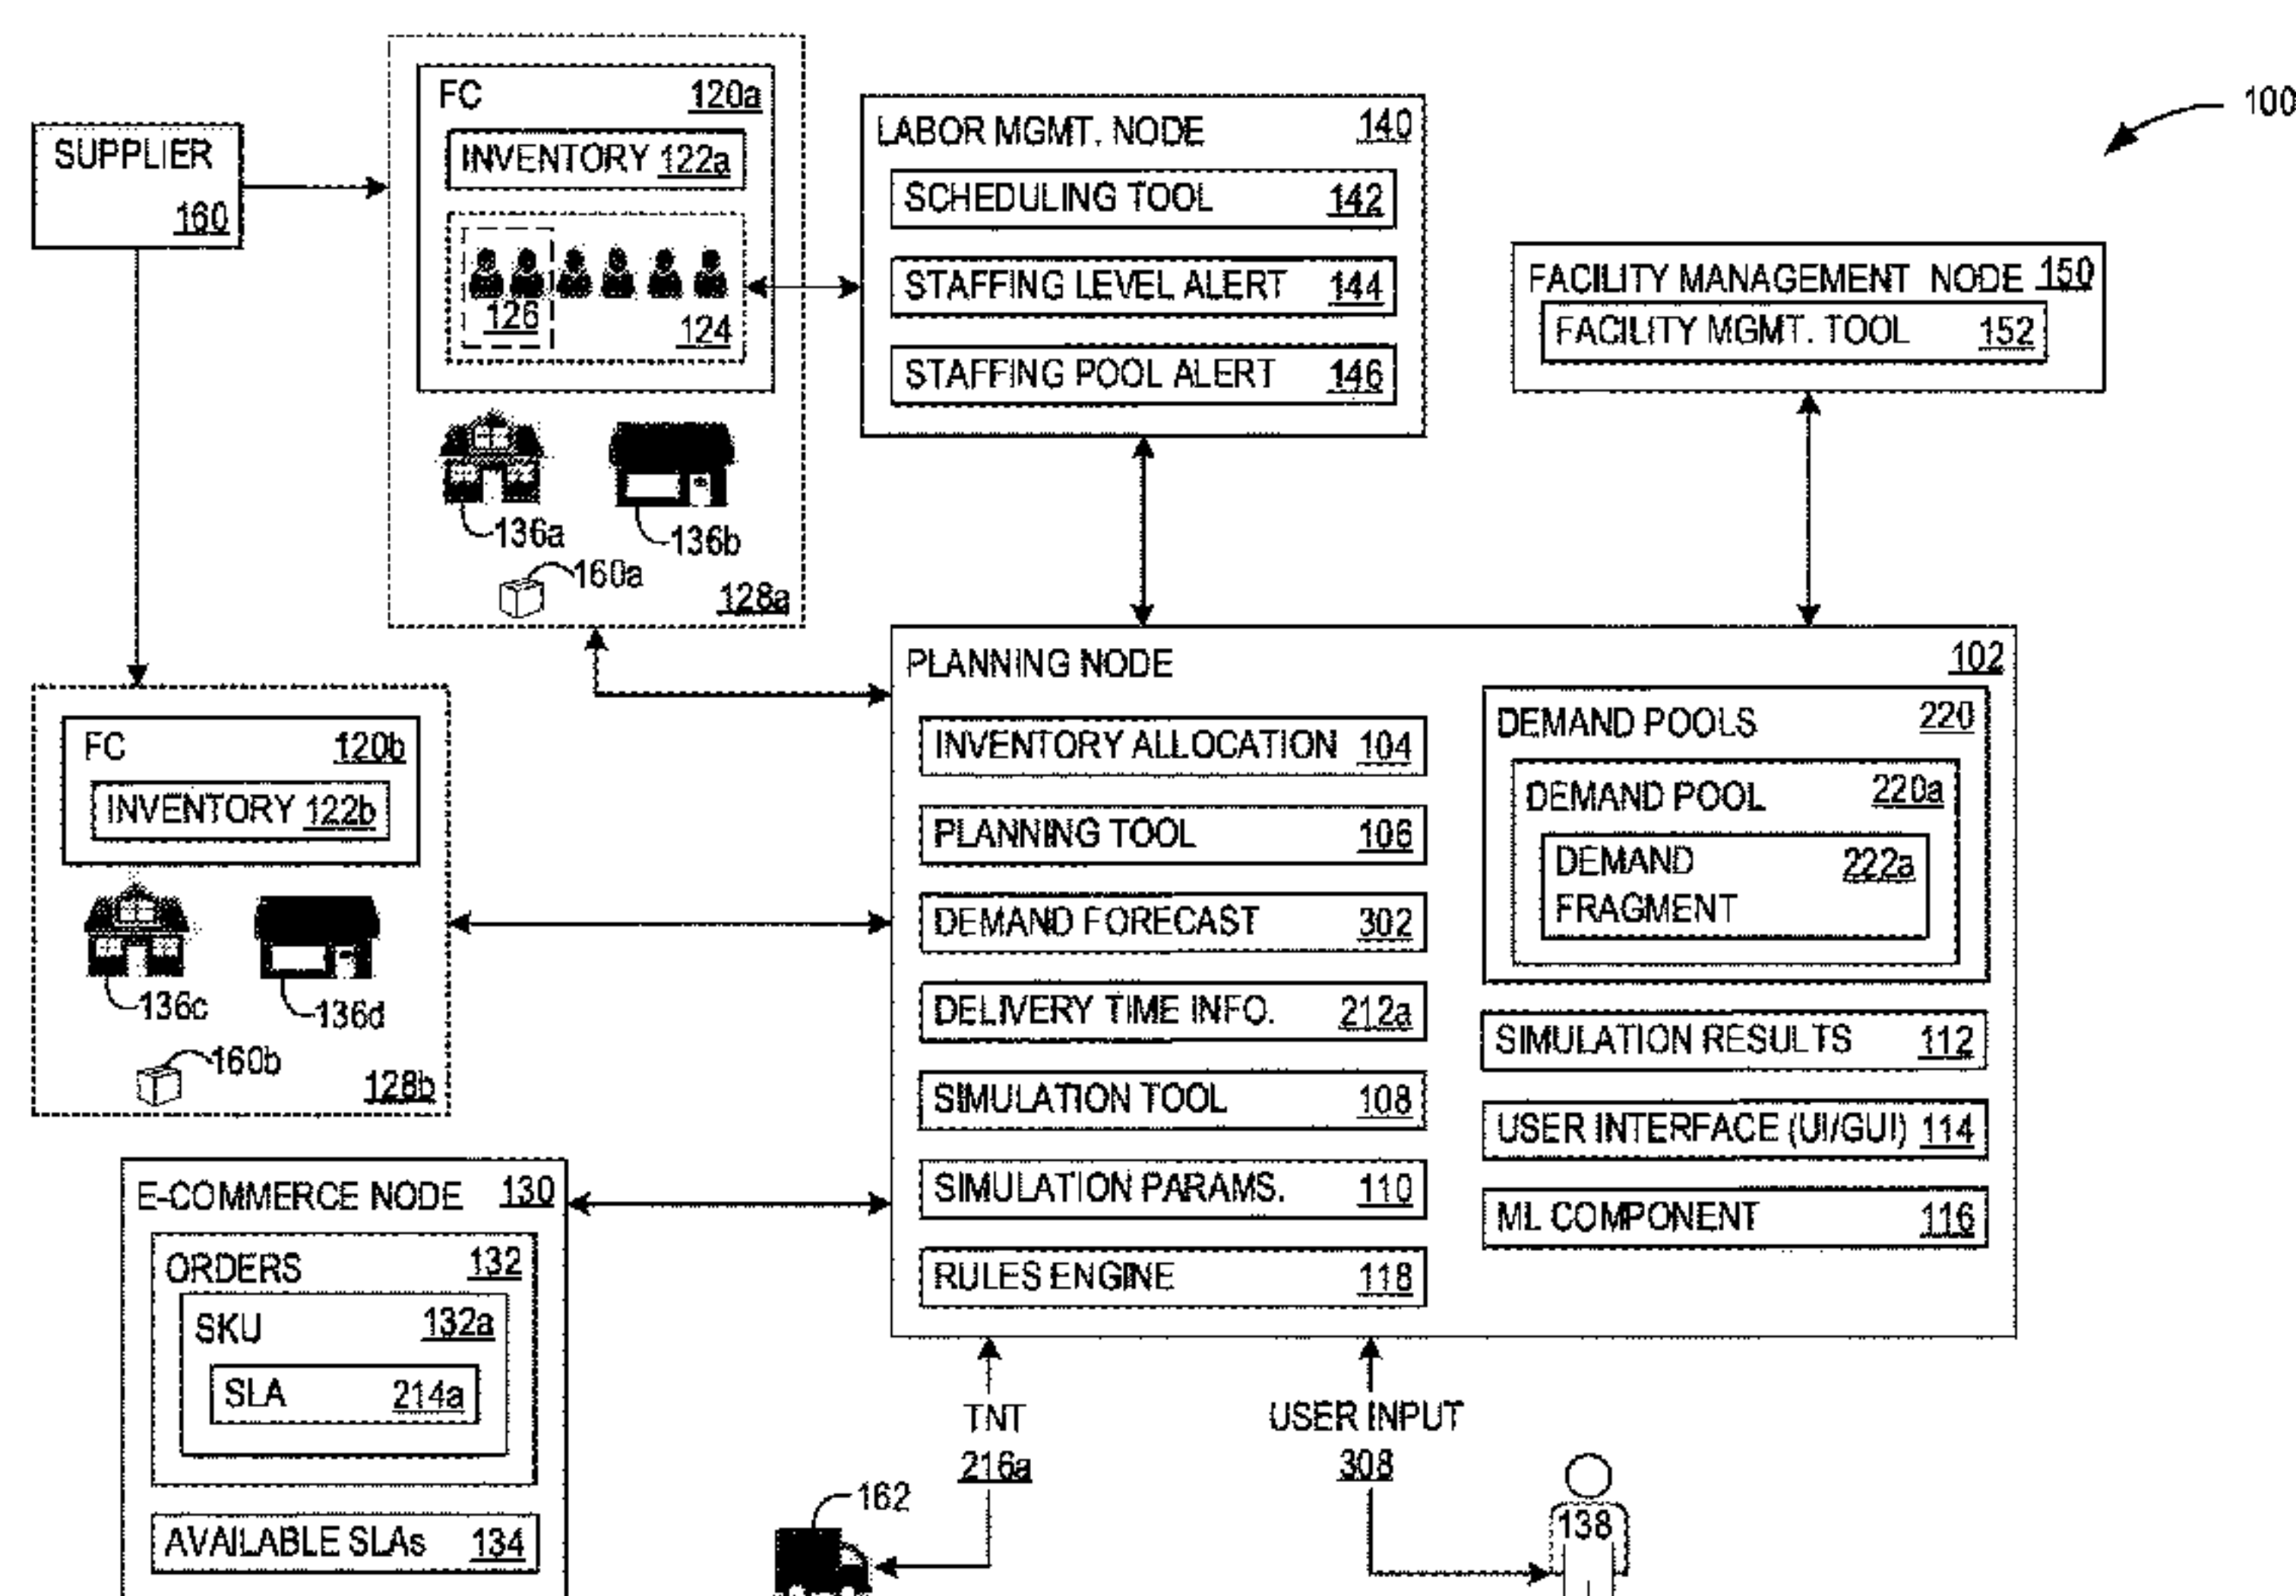 100
SUPPLIER
160
FC 120a
INVENTORY 122a
126
124
136a
136b
160a
128a
LABOR MGMT. NODE 140
SCHEDULING TOOL 142
STAFFING LEVEL ALERT 144
STAFFING POOL ALERT 146
FACILITY MANAGEMENT NODE 150
FACILITY MGMT. TOOL 152
FC 120b
INVENTORY 122b
136c
136d
160b
128b
PLANNING NODE 102
INVENTORY ALLOCATION 104
PLANNING TOOL 106
DEMAND FORECAST 302
DELIVERY TIME INFO. 212a
SIMULATION TOOL 108
SIMULATION PARAMS. 110
RULES ENGINE 118
DEMAND POOLS 220
DEMAND POOL 220a
DEMAND 222a
FRAGMENT
SIMULATION RESULTS 112
USER INTERFACE (UI/GUI) 114
ML COMPONENT 116
E-COMMERCE NODE 130
ORDERS 132
SKU 132a
SLA 214a
AVAILABLE SLAs 134
TNT
216a
162
USER INPUT
308
138